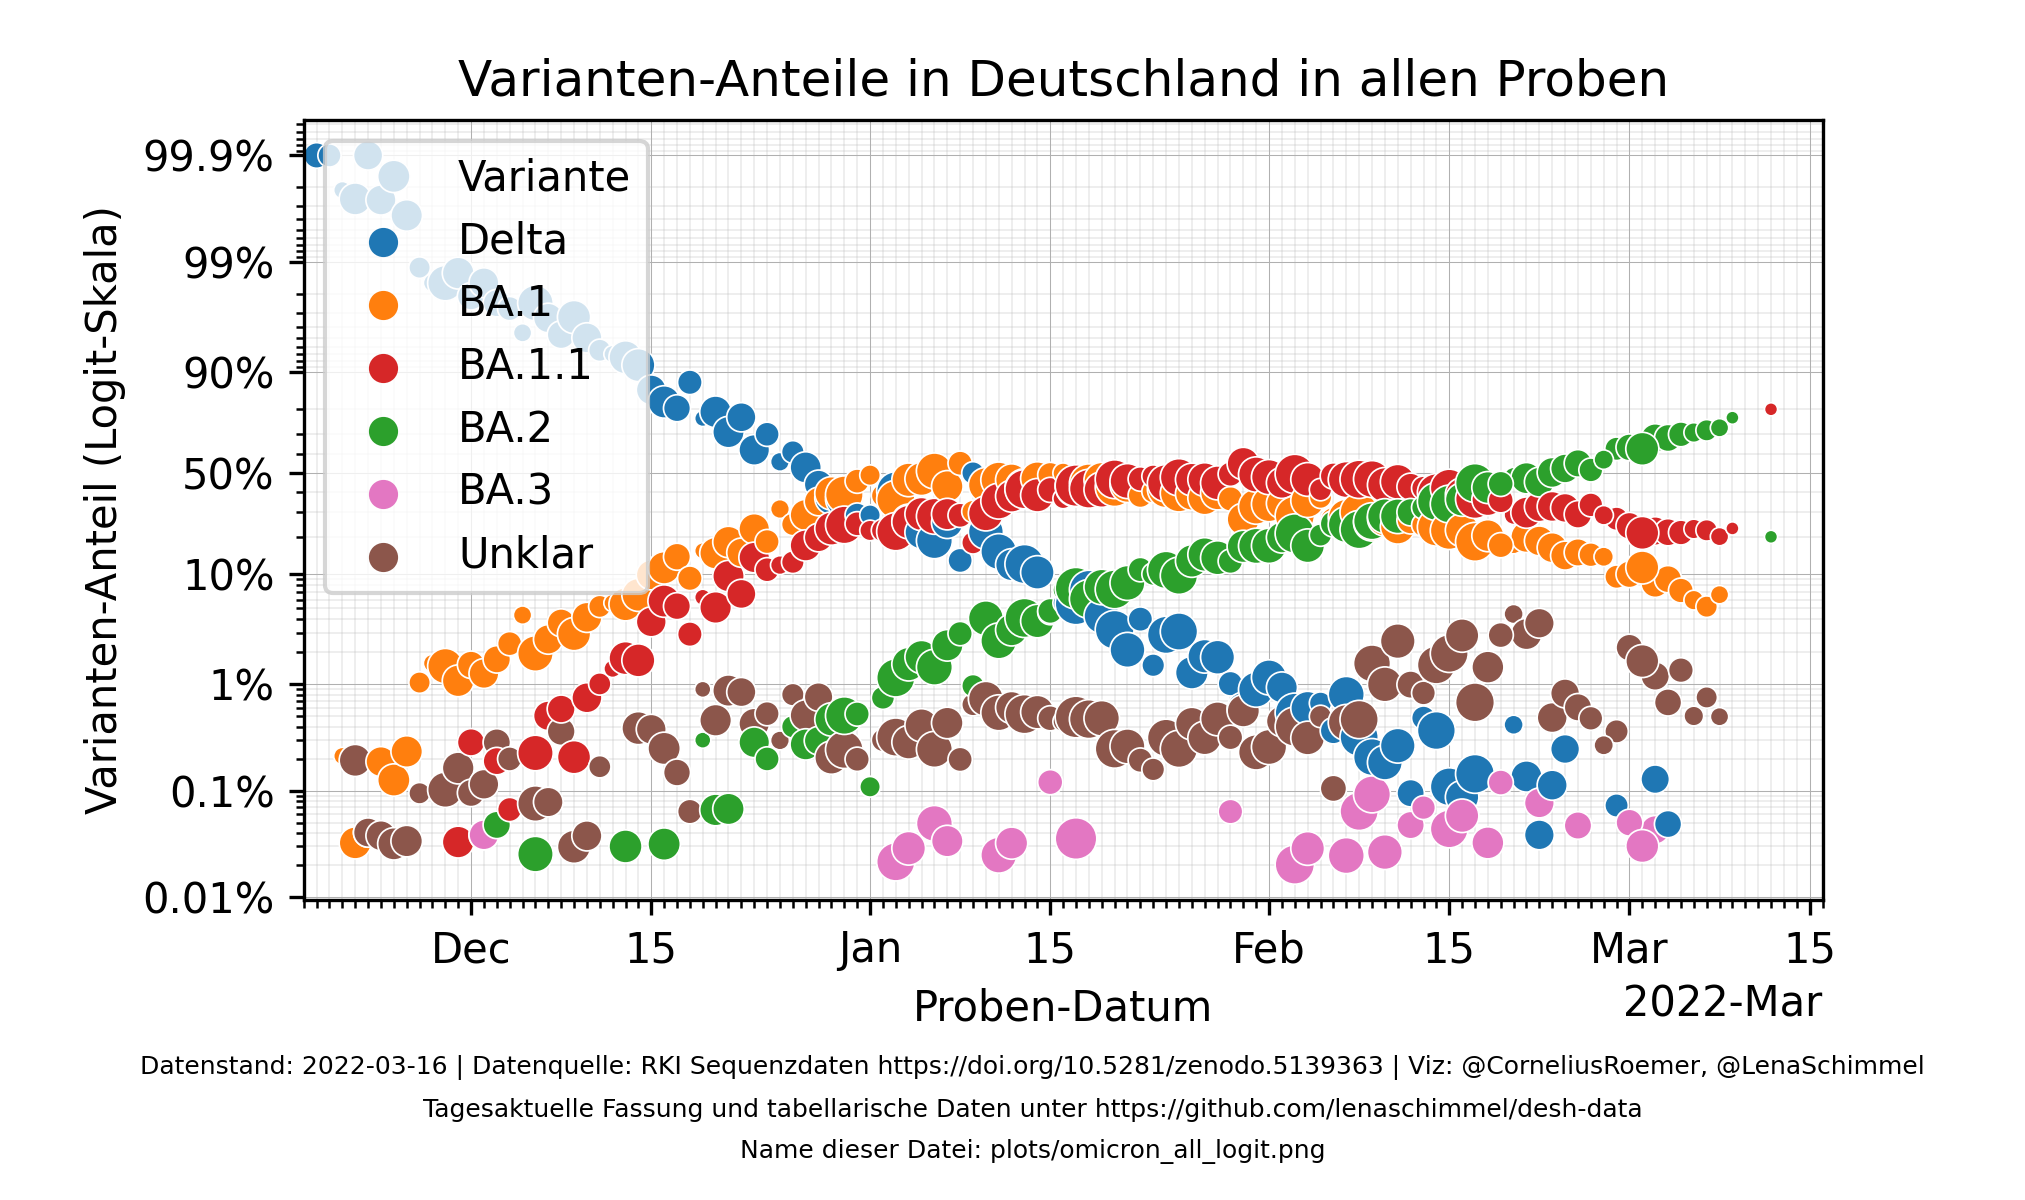 Varianten-Anteile in Deutschland in allen Proben
Varianten-Anteil (Logit-Skala)
99.9%
99%
90%
50%
10%
1%
0.1%
0.01%
Variante
Delta
BA.1
BA.1.1
BA.2
BA.3
Unklar
Dec 15 Jan 15 Feb 15 Mar 15
Proben-Datum
2022-Mar
Datenstand: 2022-03-16 | Datenquelle: RKI Sequenzdaten https://doi.org/10.5281/zenodo.5139363 | Viz: @CorneliusRoemer, @LenaSchimmel
Tagesaktuelle Fassung und tabellarische Daten unter https://github.com/lenaschimmel/desh-data
Name dieser Datei: plots/omicron_all_logit.png